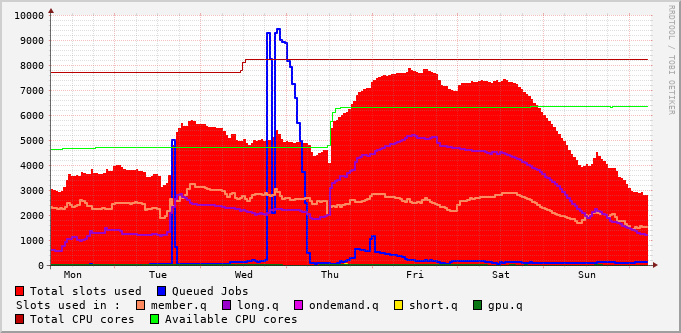 10000
9000
8000
7000
6000
5000
4000
3000
2000
1000
0
Mon Tue Wed Thu Fri Sat Sun
RRDTOOL / TOBI OETIKER
Total slots used Queued Jobs
Slots used in : member.q long.q ondemand.q short.q gpu.q
Total CPU cores Available CPU cores